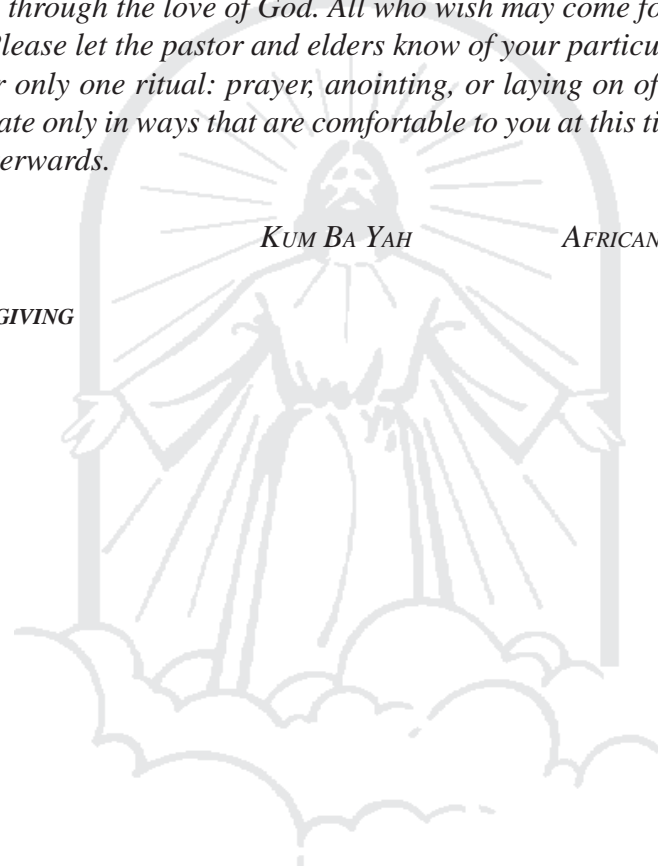 through the love of God. All who wish may come fo
Please let the pastor and elders know of your particu
r only one ritual: prayer, anointing, or laying on of
ate only in ways that are comfortable to you at this ti
erwards.
KUM BA YAH AFRICAN
GIVING